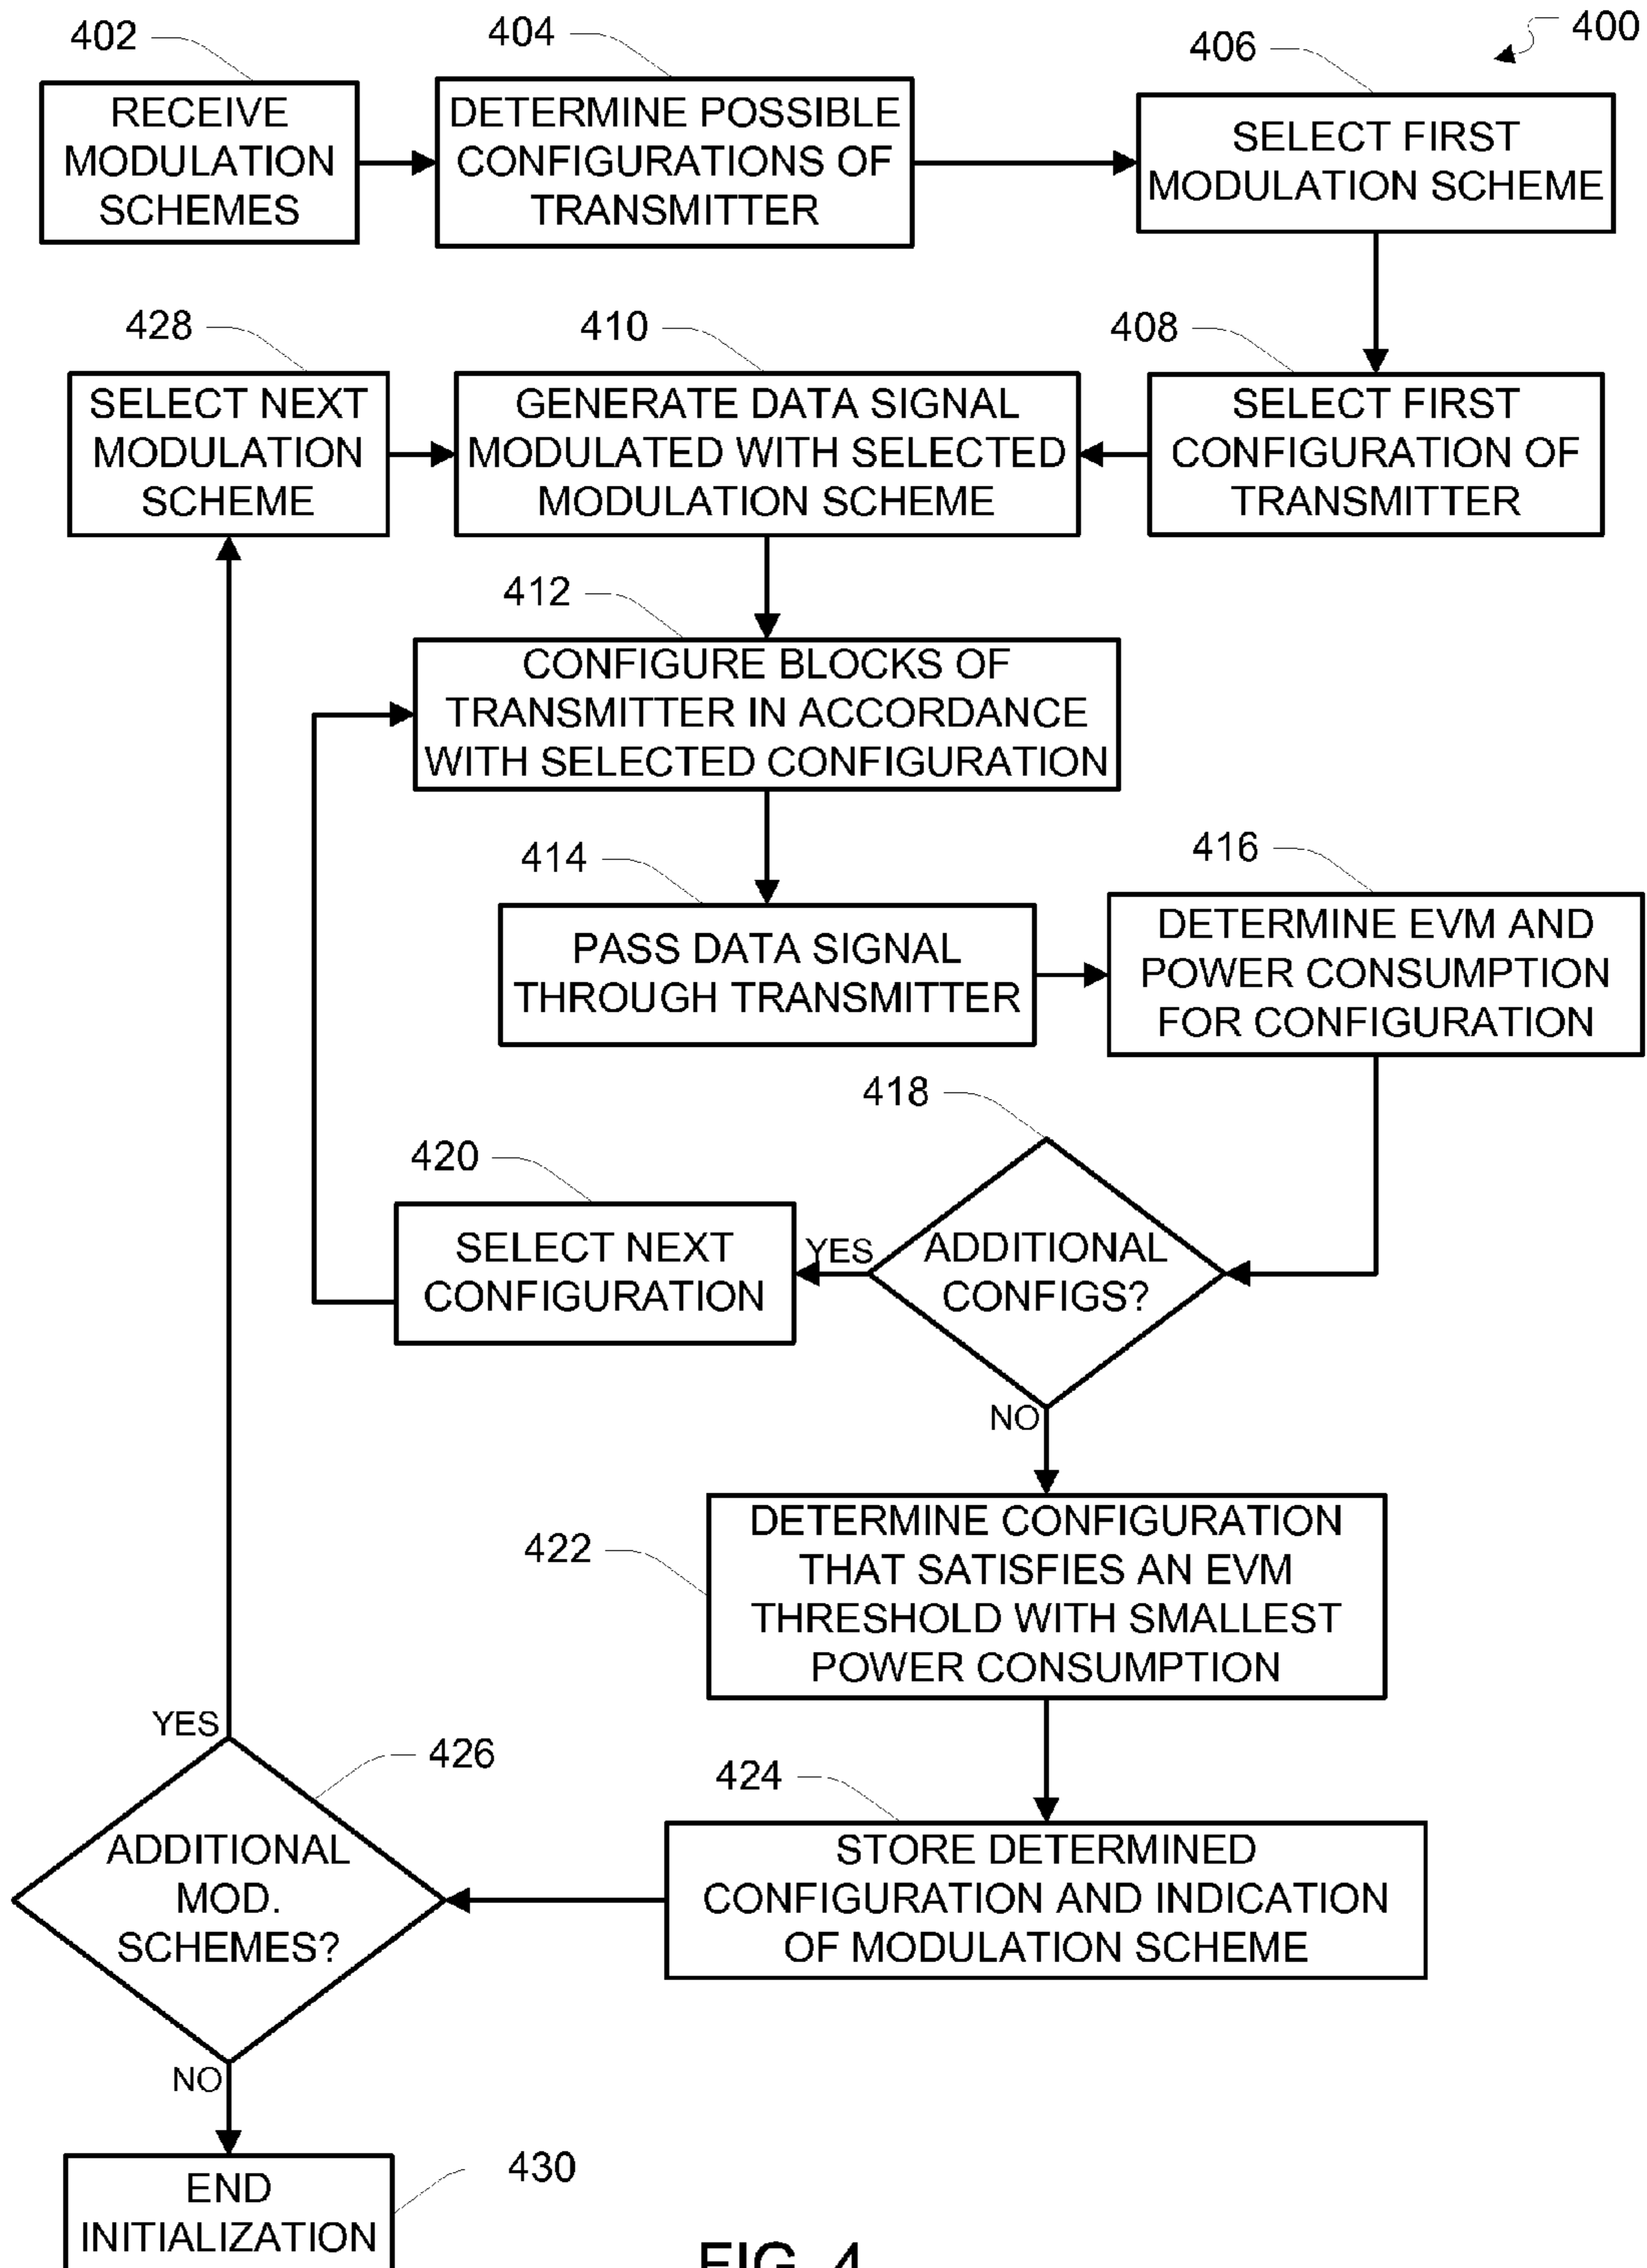 400
402
RECEIVE
MODULATION
SCHEMES
404
DETERMINE POSSIBLE
CONFIGURATIONS OF
TRANSMITTER
406
SELECT FIRST
MODULATION SCHEME
428
SELECT NEXT
MODULATION
SCHEME
410
GENERATE DATA SIGNAL
MODULATED WITH SELECTED
MODULATION SCHEME
408
SELECT FIRST
CONFIGURATION OF
TRANSMITTER
412
CONFIGURE BLOCKS OF
TRANSMITTER IN ACCORDANCE
WITH SELECTED CONFIGURATION
414
PASS DATA SIGNAL
THROUGH TRANSMITTER
416
DETERMINE EVM AND
POWER CONSUMPTION
FOR CONFIGURATION
418
ADDITIONAL
CONFIGS?
YES
420
SELECT NEXT
CONFIGURATION
NO
422
DETERMINE CONFIGURATION
THAT SATISFIES AN EVM
THRESHOLD WITH SMALLEST
POWER CONSUMPTION
424
STORE DETERMINED
CONFIGURATION AND INDICATION
OF MODULATION SCHEME
YES
426
ADDITIONAL
MOD.
SCHEMES?
NO
430
END
INITIALIZATION
FIG. 4